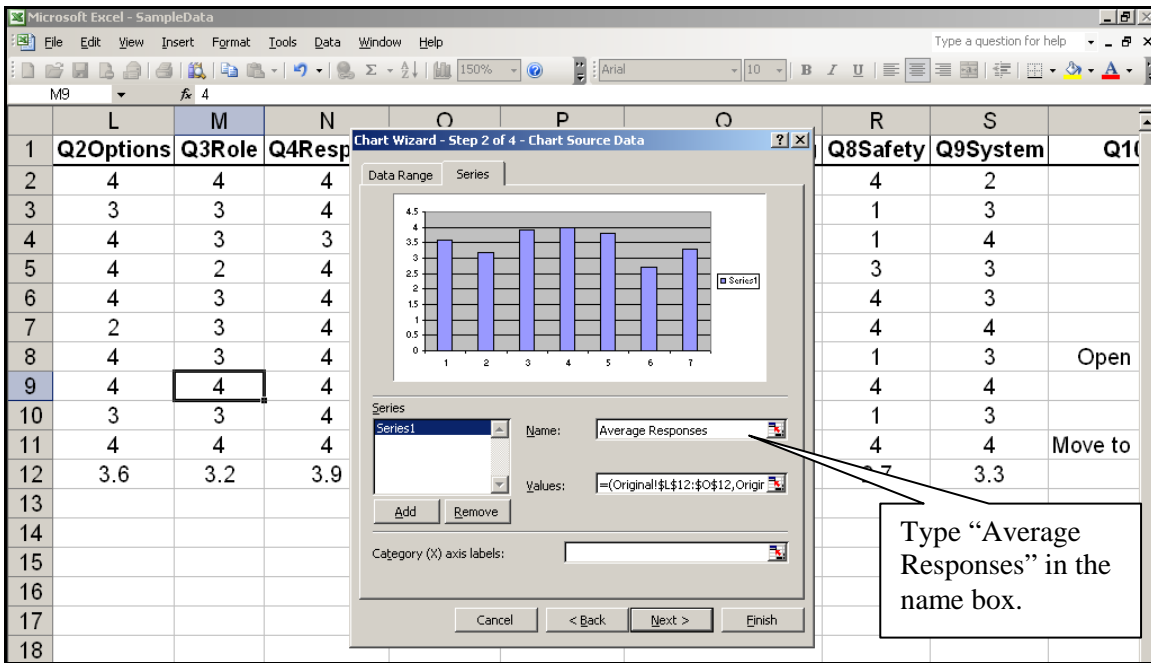 Microsoft Excel - SampleData
File Edit View Insert Format Tools Data Window Help Type a question for help
150% Arial 10 B I U A
M9 fx 4
L M N O P Q R S
1 Q2Options Q3Role Q4Resp Q8Safety Q9System Q10
2 4 4 4 4 2
3 3 3 4 1 3
4 4 3 3 1 4
5 4 2 4 3 3
6 4 3 4 4 3
7 2 3 4 4 4
8 4 3 4 1 3 Open
9 4 4 4 4 4
10 3 3 4 1 3
11 4 4 4 4 4 Move to
12 3.6 3.2 3.9 3.3
13
14
15
16
17
18
Chart Wizard - Step 2 of 4 - Chart Source Data
Data Range Series
4.5
4
3.5
3
2.5
2
1.5
1
0.5
0
1 2 3 4 5 6 7
Series1
Series
Series1
Name: Average Responses
Values: =(Original!$L$12:$O$12,Origin
Add Remove
Category (X) axis labels:
Cancel < Back Next > Finish
Type “Average
Responses” in the
name box.